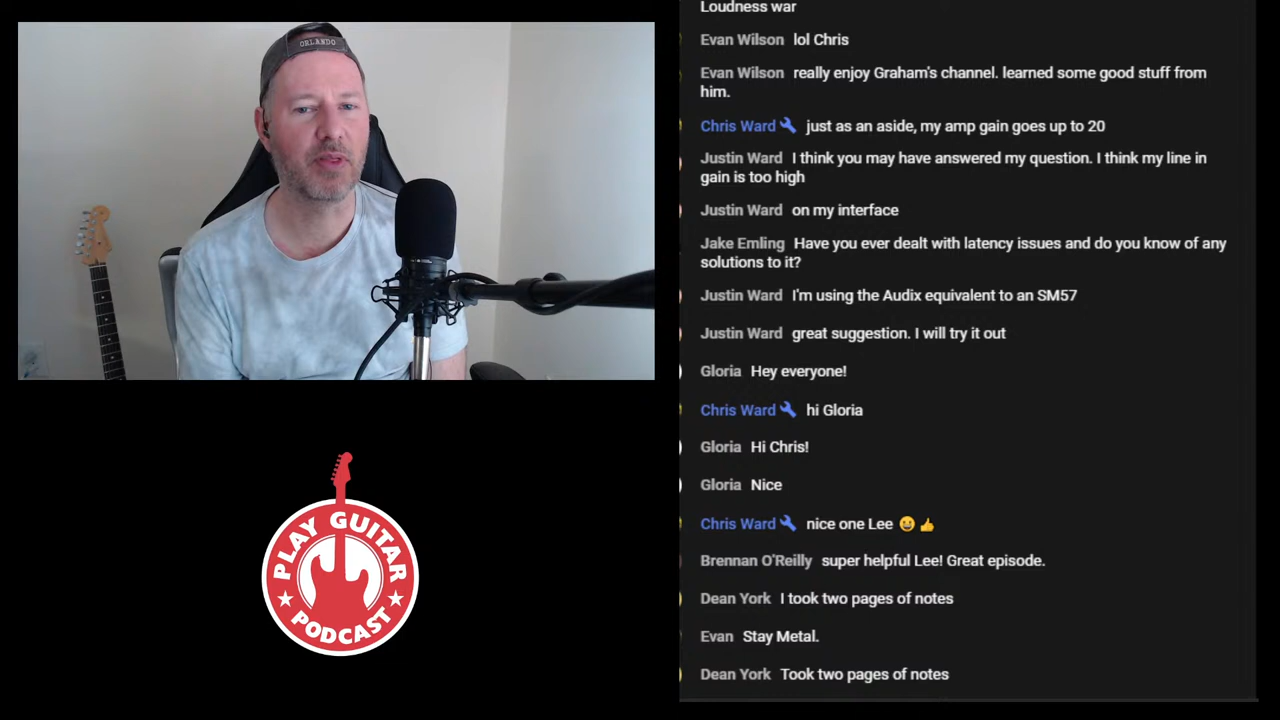 ORLANDO
PLAY GUITAR
PODCAST
Loudness war
Evan Wilson lol Chris
Evan Wilson really enjoy Graham's channel. learned some good stuff from
him.
Chris Ward just as an aside, my amp gain goes up to 20
Justin Ward I think you may have answered my question. I think my line in
gain is too high
Justin Ward on my interface
Jake Emling Have you ever dealt with latency issues and do you know of any
solutions to it?
Justin Ward I'm using the Audix equivalent to an SM57
Justin Ward great suggestion. I will try it out
Gloria Hey everyone!
Chris Ward hi Gloria
Gloria Hi Chris!
Gloria Nice
Chris Ward nice one Lee 😀👍
Brennan O'Reilly super helpful Lee! Great episode.
Dean York I took two pages of notes
Evan Stay Metal.
Dean York Took two pages of notes